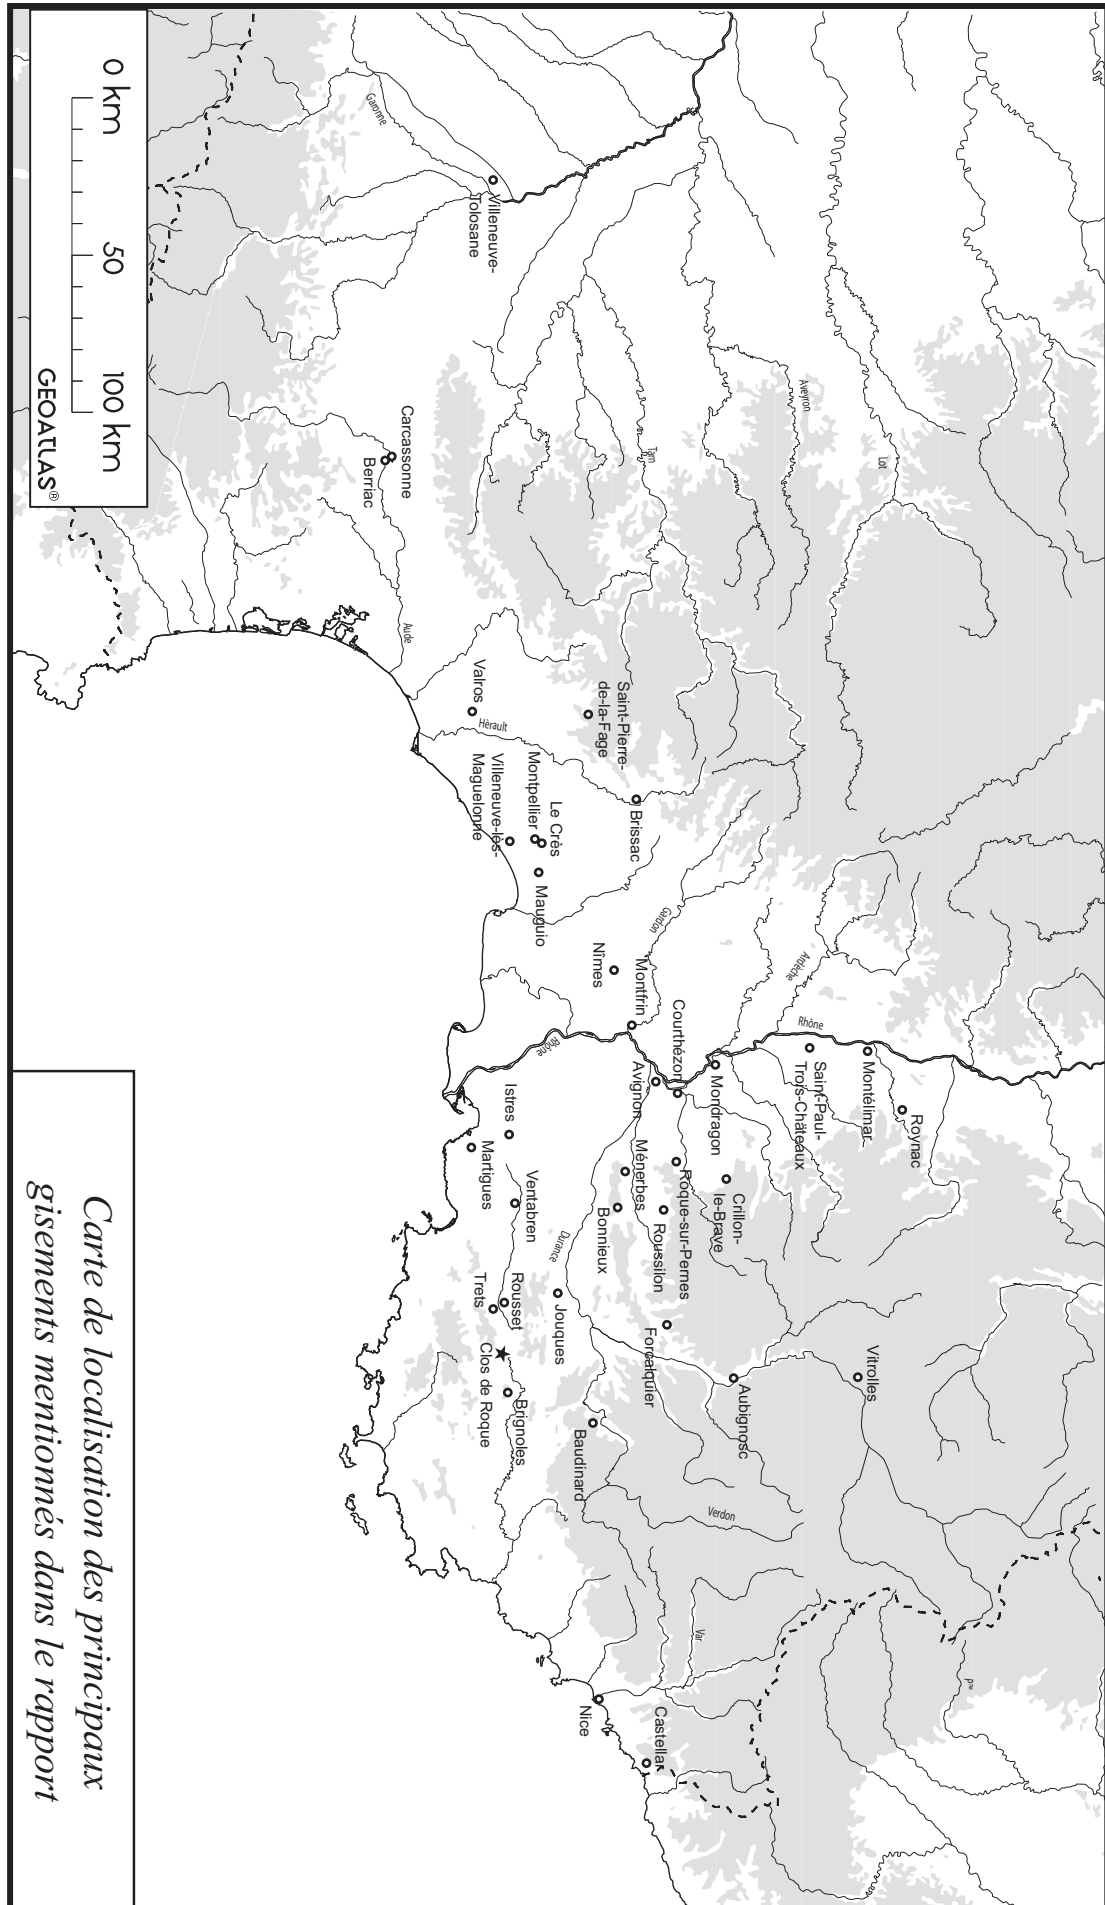 0 km
50
100 km
GEOATLAS®
Garonne
Villeneuve-
Tolosane
Carcassonne
Berriac
Aude
Aveyron
Lot
Tarn
Valros
Hérault
Saint-Pierre-
de-la-Fage
Brissac
Le Crès
Montpellier
Villeneuve-lès-
Maguelonne
Mauguio
Gardon
Nîmes
Montfrin
Ardèche
Rhône
Rhône
Courthézon
Avignon
Mondragon
Saint-Paul-
Trois-Châteaux
Montélimar
Roynac
Crillon-
le-Brave
Roque-sur-Pernes
Roussilon
Ménerbes
Bonnieux
Istres
Martigues
Ventabren
Durance
Jouques
Rousset
Trets
Clos de Roque
Brignoles
Forcalquier
Aubignosc
Vitrolles
Baudinard
Verdon
Var
Nice
Castellar
Carte de localisation des principaux
gisements mentionnés dans le rapport